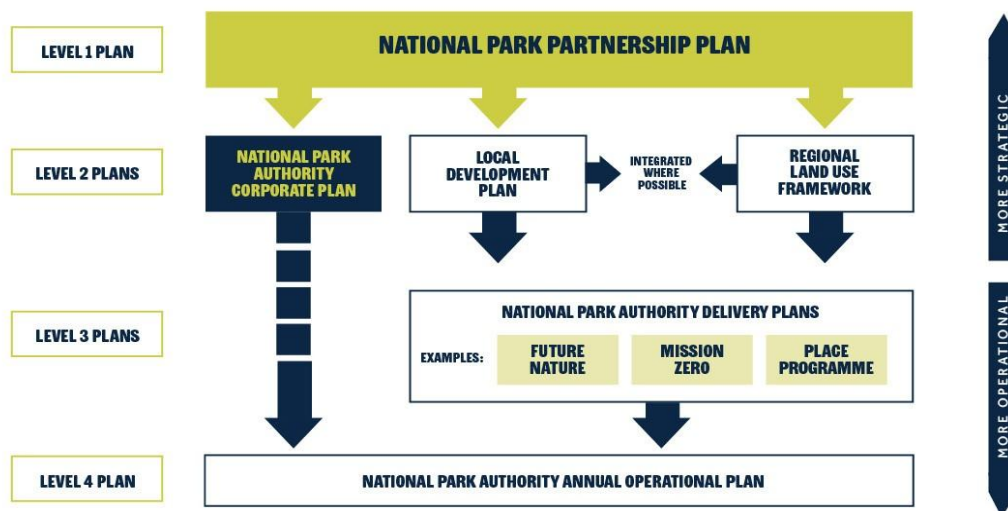 LEVEL 1 PLAN
NATIONAL PARK PARTNERSHIP PLAN
LEVEL 2 PLANS
NATIONAL PARK
AUTHORITY
CORPORATE PLAN
LOCAL
DEVELOPMENT
PLAN
INTEGRATED
WHERE
POSSIBLE
REGIONAL
LAND USE
FRAMEWORK
MORE STRATEGIC
LEVEL 3 PLANS
NATIONAL PARK AUTHORITY DELIVERY PLANS
EXAMPLES:
FUTURE
NATURE
MISSION
ZERO
PLACE
PROGRAMME
MORE OPERATIONAL
LEVEL 4 PLAN
NATIONAL PARK AUTHORITY ANNUAL OPERATIONAL PLAN